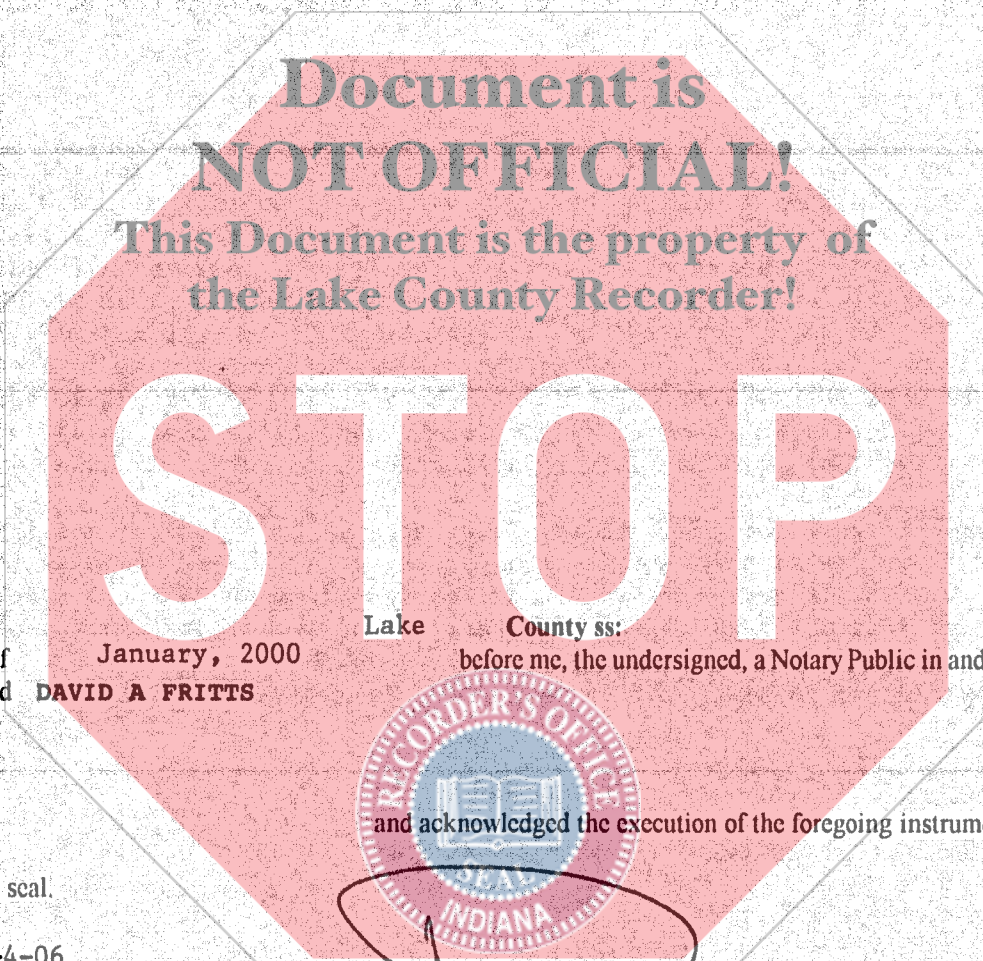 Document is
NOT OFFICIAL!
This Document is the property of
the Lake County Recorder!
STOP
Lake County ss:
January, 2000 before me, the undersigned, a Notary Public in and
DAVID A FRITTS
RECORDER'S OFFICE
and acknowledged the execution of the foregoing
seal.
SEAL
INDIANA
4-06